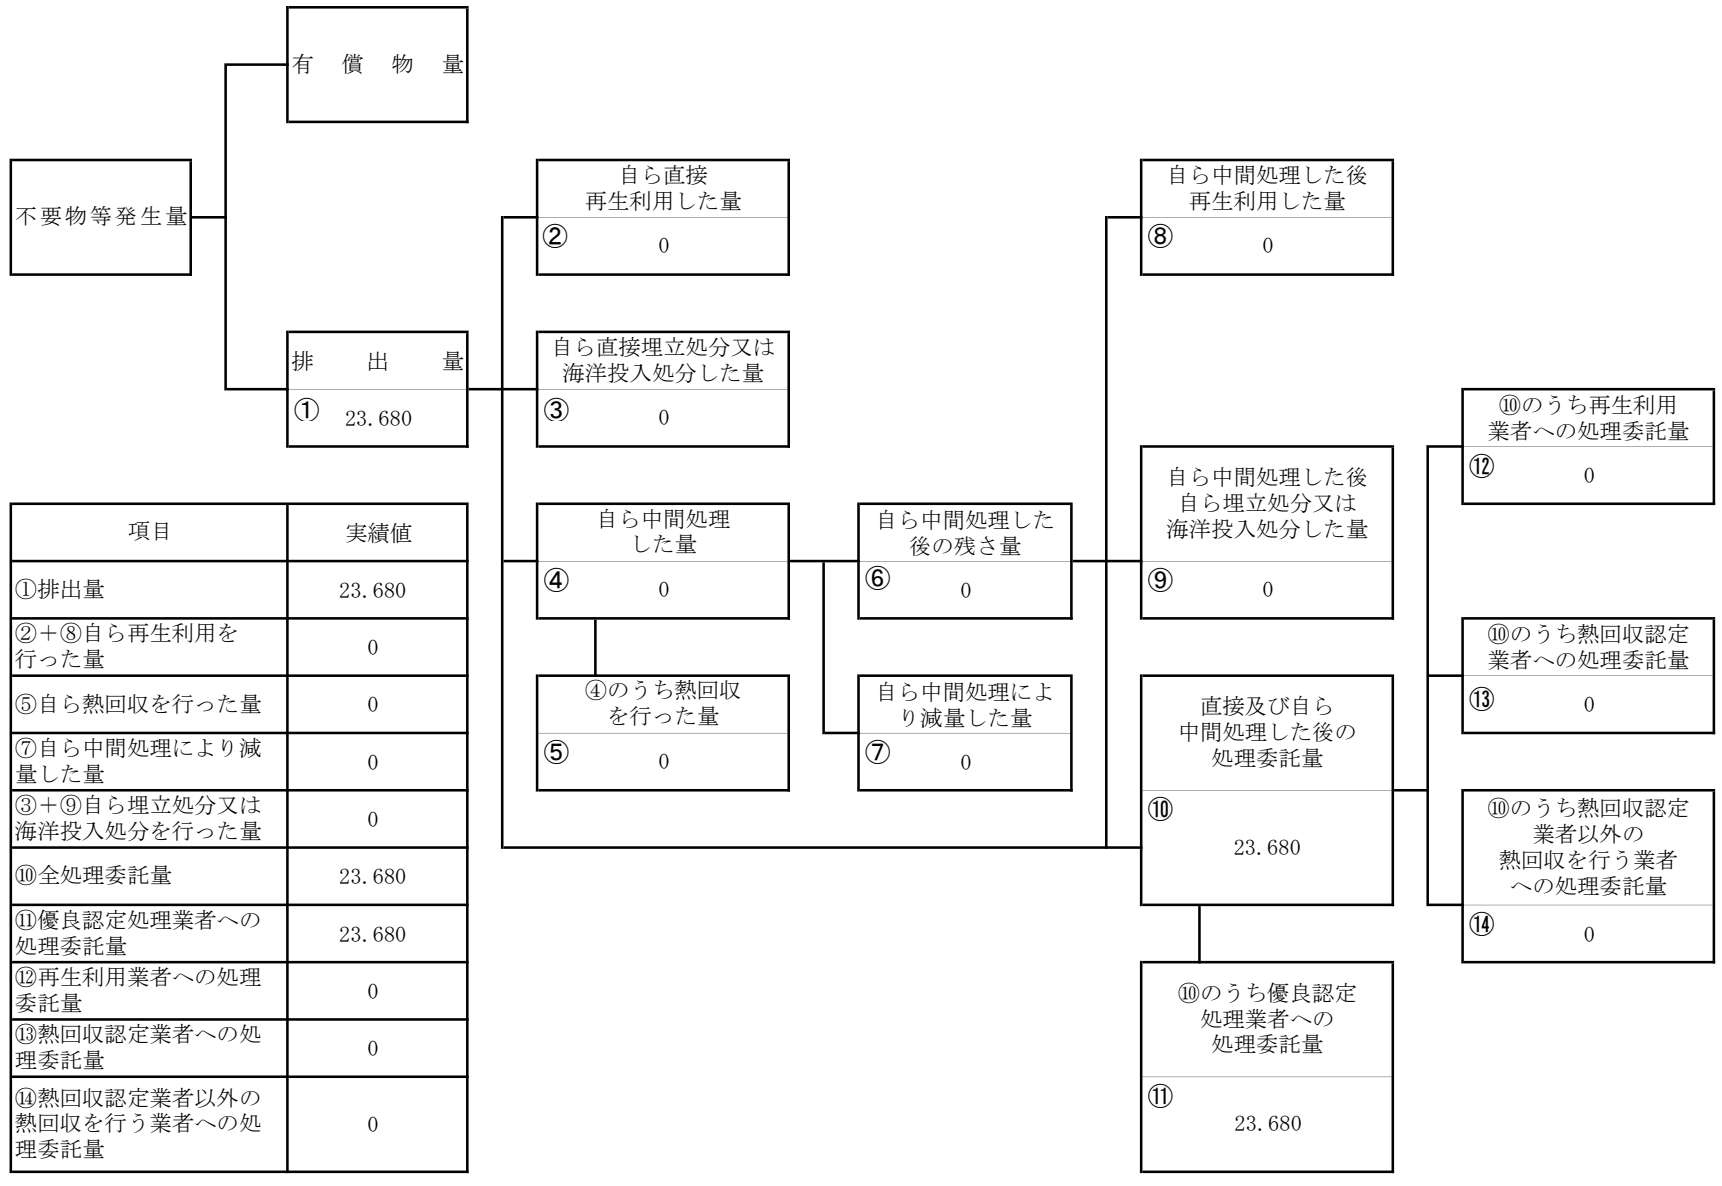 有償物量
不要物等発生量
排出量
① 23.680
自ら直接
再生利用した量
② 0
自ら直接埋立処分又は
海洋投入処分した量
③ 0
自ら中間処理
した量
④ 0
④のうち熱回収
を行った量
⑤ 0
自ら中間処理した
後の残さ量
⑥ 0
自ら中間処理によ
り減量した量
⑦ 0
自ら中間処理した後
再生利用した量
⑧ 0
自ら中間処理した後
自ら埋立処分又は
海洋投入処分した量
⑨ 0
直接及び自ら
中間処理した後の
処理委託量
⑩
23.680
⑩のうち優良認定
処理業者への
処理委託量
⑪
23.680
⑩のうち再生利用
業者への処理委託量
⑫ 0
⑩のうち熱回収認定
業者への処理委託量
⑬ 0
⑩のうち熱回収認定
業者以外の
熱回収を行う業者
への処理委託量
⑭ 0
項目 実績値
①排出量 23.680
②+⑧自ら再生利用を
行った量 0
⑤自ら熱回収を行った量 0
⑦自ら中間処理により減
量した量 0
③+⑨自ら埋立処分又は
海洋投入処分を行った量 0
⑩全処理委託量 23.680
⑪優良認定処理業者への
処理委託量 23.680
⑫再生利用業者への処理
委託量 0
⑬熱回収認定業者への処
理委託量 0
⑭熱回収認定業者以外の
熱回収を行う業者への処
理委託量 0